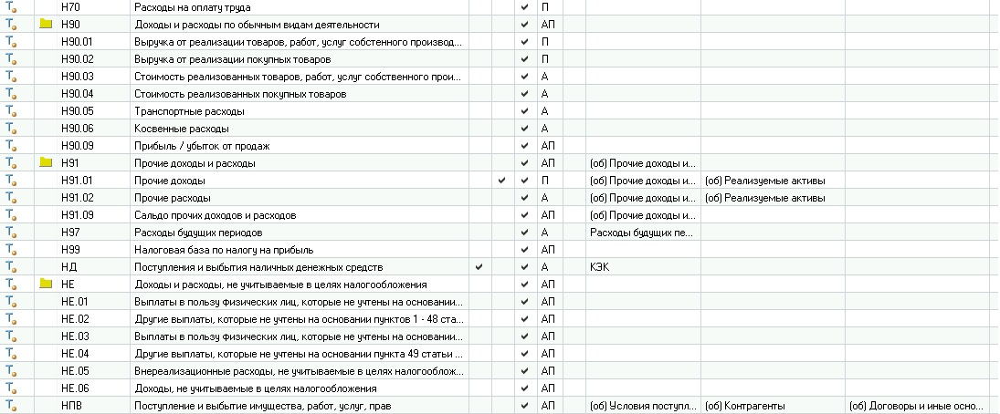 Н70 Расходы на оплату труда П
Н90 Доходы и расходы по обычным видам деятельности АП
Н90.01 Выручка от реализации товаров, работ, услуг собстенного производ... П
Н90.02 Выручка от реализации покупных товаров П
Н90.03 Стоимость реализованных товаров, работ, услуг собственного прои... А
Н90.04 Стоимость реализованных покупных товаров А
Н90.05 Транспортные расходы А
Н90.06 Косвенные расходы А
Н90.09 Прибыль / убыток от продаж АП
Н91 Прочие доходы и расходы АП (об) Прочие доходы и...
Н91.01 Прочие доходы П (об) Прочие доходы и... (об) Реализуемые активы
Н91.02 Прочие расходы А (об) Прочие доходы и... (об) Реализуемые активы
Н91.09 Сальдо прочих доходов и расходов АП (об) Прочие доходы и...
Н97 Расходы будущих периодов А Расходы будущих пе...
Н99 Налоговая база по налогу на прибыль АП
НД Поступления и выбытия наличных денежных средств А КЭК
НЕ Доходы и расходы, не учитываемые в целях налогообложения АП
НЕ.01 Выплаты в пользу физических лиц, которые не учтены на основании... АП
НЕ.02 Другие выплаты, которые не учтены на основании пунктов 1 - 48 ста... АП
НЕ.03 Выплаты в пользу физических лиц, которые не учтены на основании... АП
НЕ.04 Другие выплаты, которые не учтены на основании пункта 49 статьи ... АП
НЕ.05 Внереализационные расходы, не учитываемые в целях налогооблож... АП
НЕ.06 Доходы, не учитываемые в целях налогообложения АП
НПВ Поступление и выбытие имущества, работ, услуг, прав АП (об) Условия поступл... (об) Контрагенты (об) Договоры и иные осно...